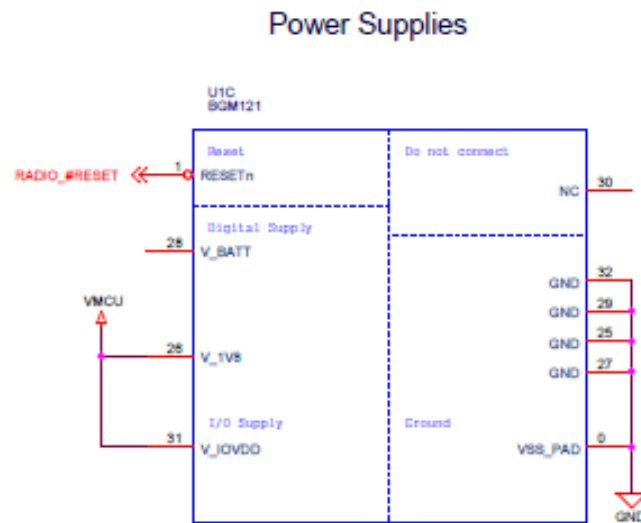 Power Supplies
U1C
BGM121
Reset
Do not connect
RADIO_#RESET
1
RESETn
NC
30
Digital Supply
28
V_BATT
GND
32
VMCU
GND
29
GND
25
26
V_1V8
GND
27
I/O Supply
Ground
31
V_IOVDD
VSS_PAD
0
GND